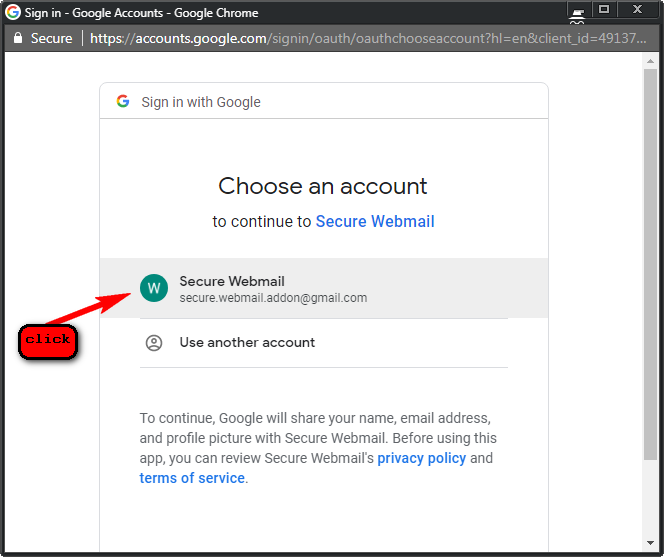 Sign in - Google Accounts - Google Chrome
Secure | https://accounts.google.com/signin/oauth/oauthchooseaccount?hl=en&client_id=49137...
Sign in with Google
Choose an account
to continue to Secure Webmail
W
Secure Webmail
secure.webmail.addon@gmail.com
click
Use another account
To continue, Google will share your name, email address,
and profile picture with Secure Webmail. Before using this
app, you can review Secure Webmail's privacy policy and
terms of service.